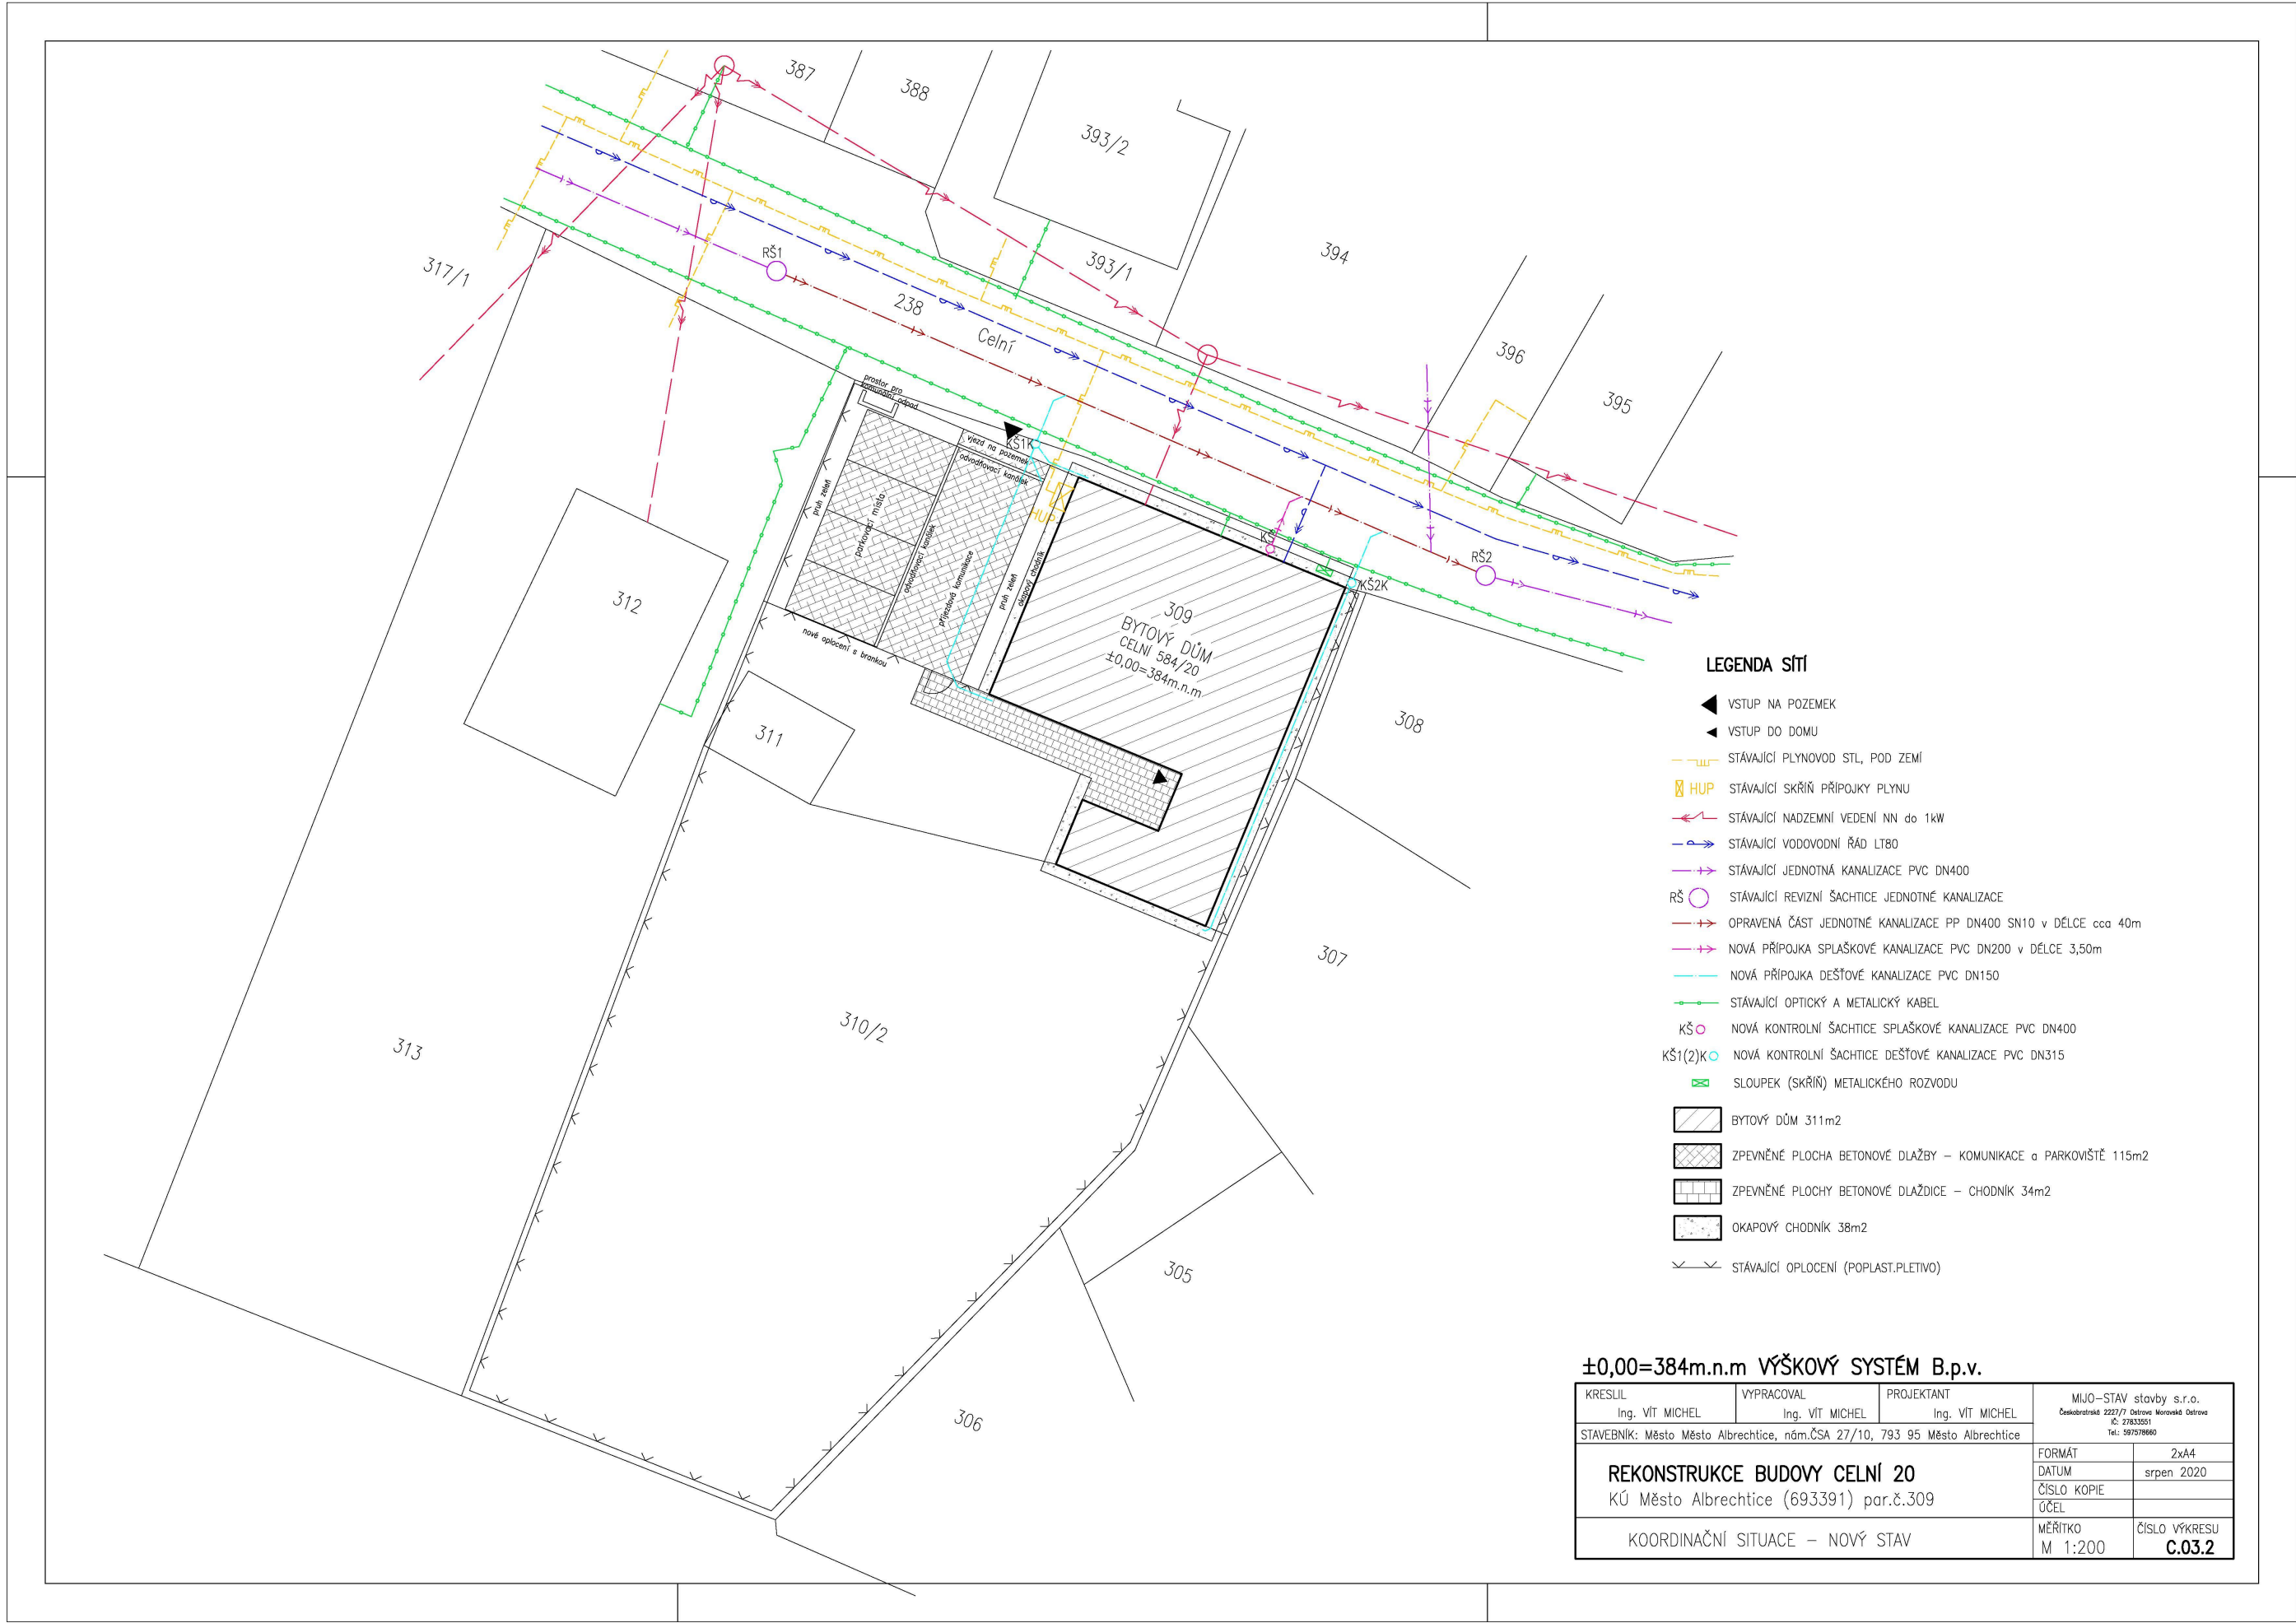 387
388
393/2
394
393/1
317/1
RŠ1
238
Celní
396
395
prostor pro
komunální odpad
KŠ1K
vjezd na pozemek
odvodňovací kanálek
pruh zeleň
parkovací místa
odvodňovací kanálek
příjezdová komunikace
pruh zeleň
okapový chodník
HUP
KŠ
RŠ2
KŠ2K
312
nové oplocení s brankou
309
BYTOVÝ DŮM
CELNÍ 584/20
±0,00=384m.n.m
311
308
307
313
310/2
305
306
LEGENDA SÍTÍ
VSTUP NA POZEMEK
VSTUP DO DOMU
STÁVAJÍCÍ PLYNOVOD STL, POD ZEMÍ
HUP STÁVAJÍCÍ SKŘÍŇ PŘÍPOJKY PLYNU
STÁVAJÍCÍ NADZEMNÍ VEDENÍ NN do 1kW
STÁVAJÍCÍ VODOVODNÍ ŘÁD LT80
STÁVAJÍCÍ JEDNOTNÁ KANALIZACE PVC DN400
RŠ STÁVAJÍCÍ REVIZNÍ ŠACHTICE JEDNOTNÉ KANALIZACE
OPRAVENÁ ČÁST JEDNOTNÉ KANALIZACE PP DN400 SN10 v DÉLCE cca 40m
NOVÁ PŘÍPOJKA SPLAŠKOVÉ KANALIZACE PVC DN200 v DÉLCE 3,50m
NOVÁ PŘÍPOJKA DEŠŤOVÉ KANALIZACE PVC DN150
STÁVAJÍCÍ OPTICKÝ A METALICKÝ KABEL
KŠ NOVÁ KONTROLNÍ ŠACHTICE SPLAŠKOVÉ KANALIZACE PVC DN400
KŠ1(2)K NOVÁ KONTROLNÍ ŠACHTICE DEŠŤOVÉ KANALIZACE PVC DN315
SLOUPEK (SKŘÍŇ) METALICKÉHO ROZVODU
BYTOVÝ DŮM 311m2
ZPEVNĚNÉ PLOCHA BETONOVÉ DLAŽBY – KOMUNIKACE a PARKOVIŠTĚ 115m2
ZPEVNĚNÉ PLOCHY BETONOVÉ DLAŽDICE – CHODNÍK 34m2
OKAPOVÝ CHODNÍK 38m2
STÁVAJÍCÍ OPLOCENÍ (POPLAST.PLETIVO)
±0,00=384m.n.m VÝŠKOVÝ SYSTÉM B.p.v.
KRESLIL
Ing. VÍT MICHEL
VYPRACOVAL
Ing. VÍT MICHEL
PROJEKTANT
Ing. VÍT MICHEL
MIJO–STAV stavby s.r.o.
Českobratrská 2227/7 Ostrava Moravská Ostrava
IČ: 27833551
Tel.: 597578660
STAVEBNÍK: Město Město Albrechtice, nám.ČSA 27/10, 793 95 Město Albrechtice
FORMÁT 2xA4
DATUM srpen 2020
ČÍSLO KOPIE
ÚČEL
REKONSTRUKCE BUDOVY CELNÍ 20
KÚ Město Albrechtice (693391) par.č.309
KOORDINAČNÍ SITUACE – NOVÝ STAV
MĚŘÍTKO
M 1:200
ČÍSLO VÝKRESU
C.03.2